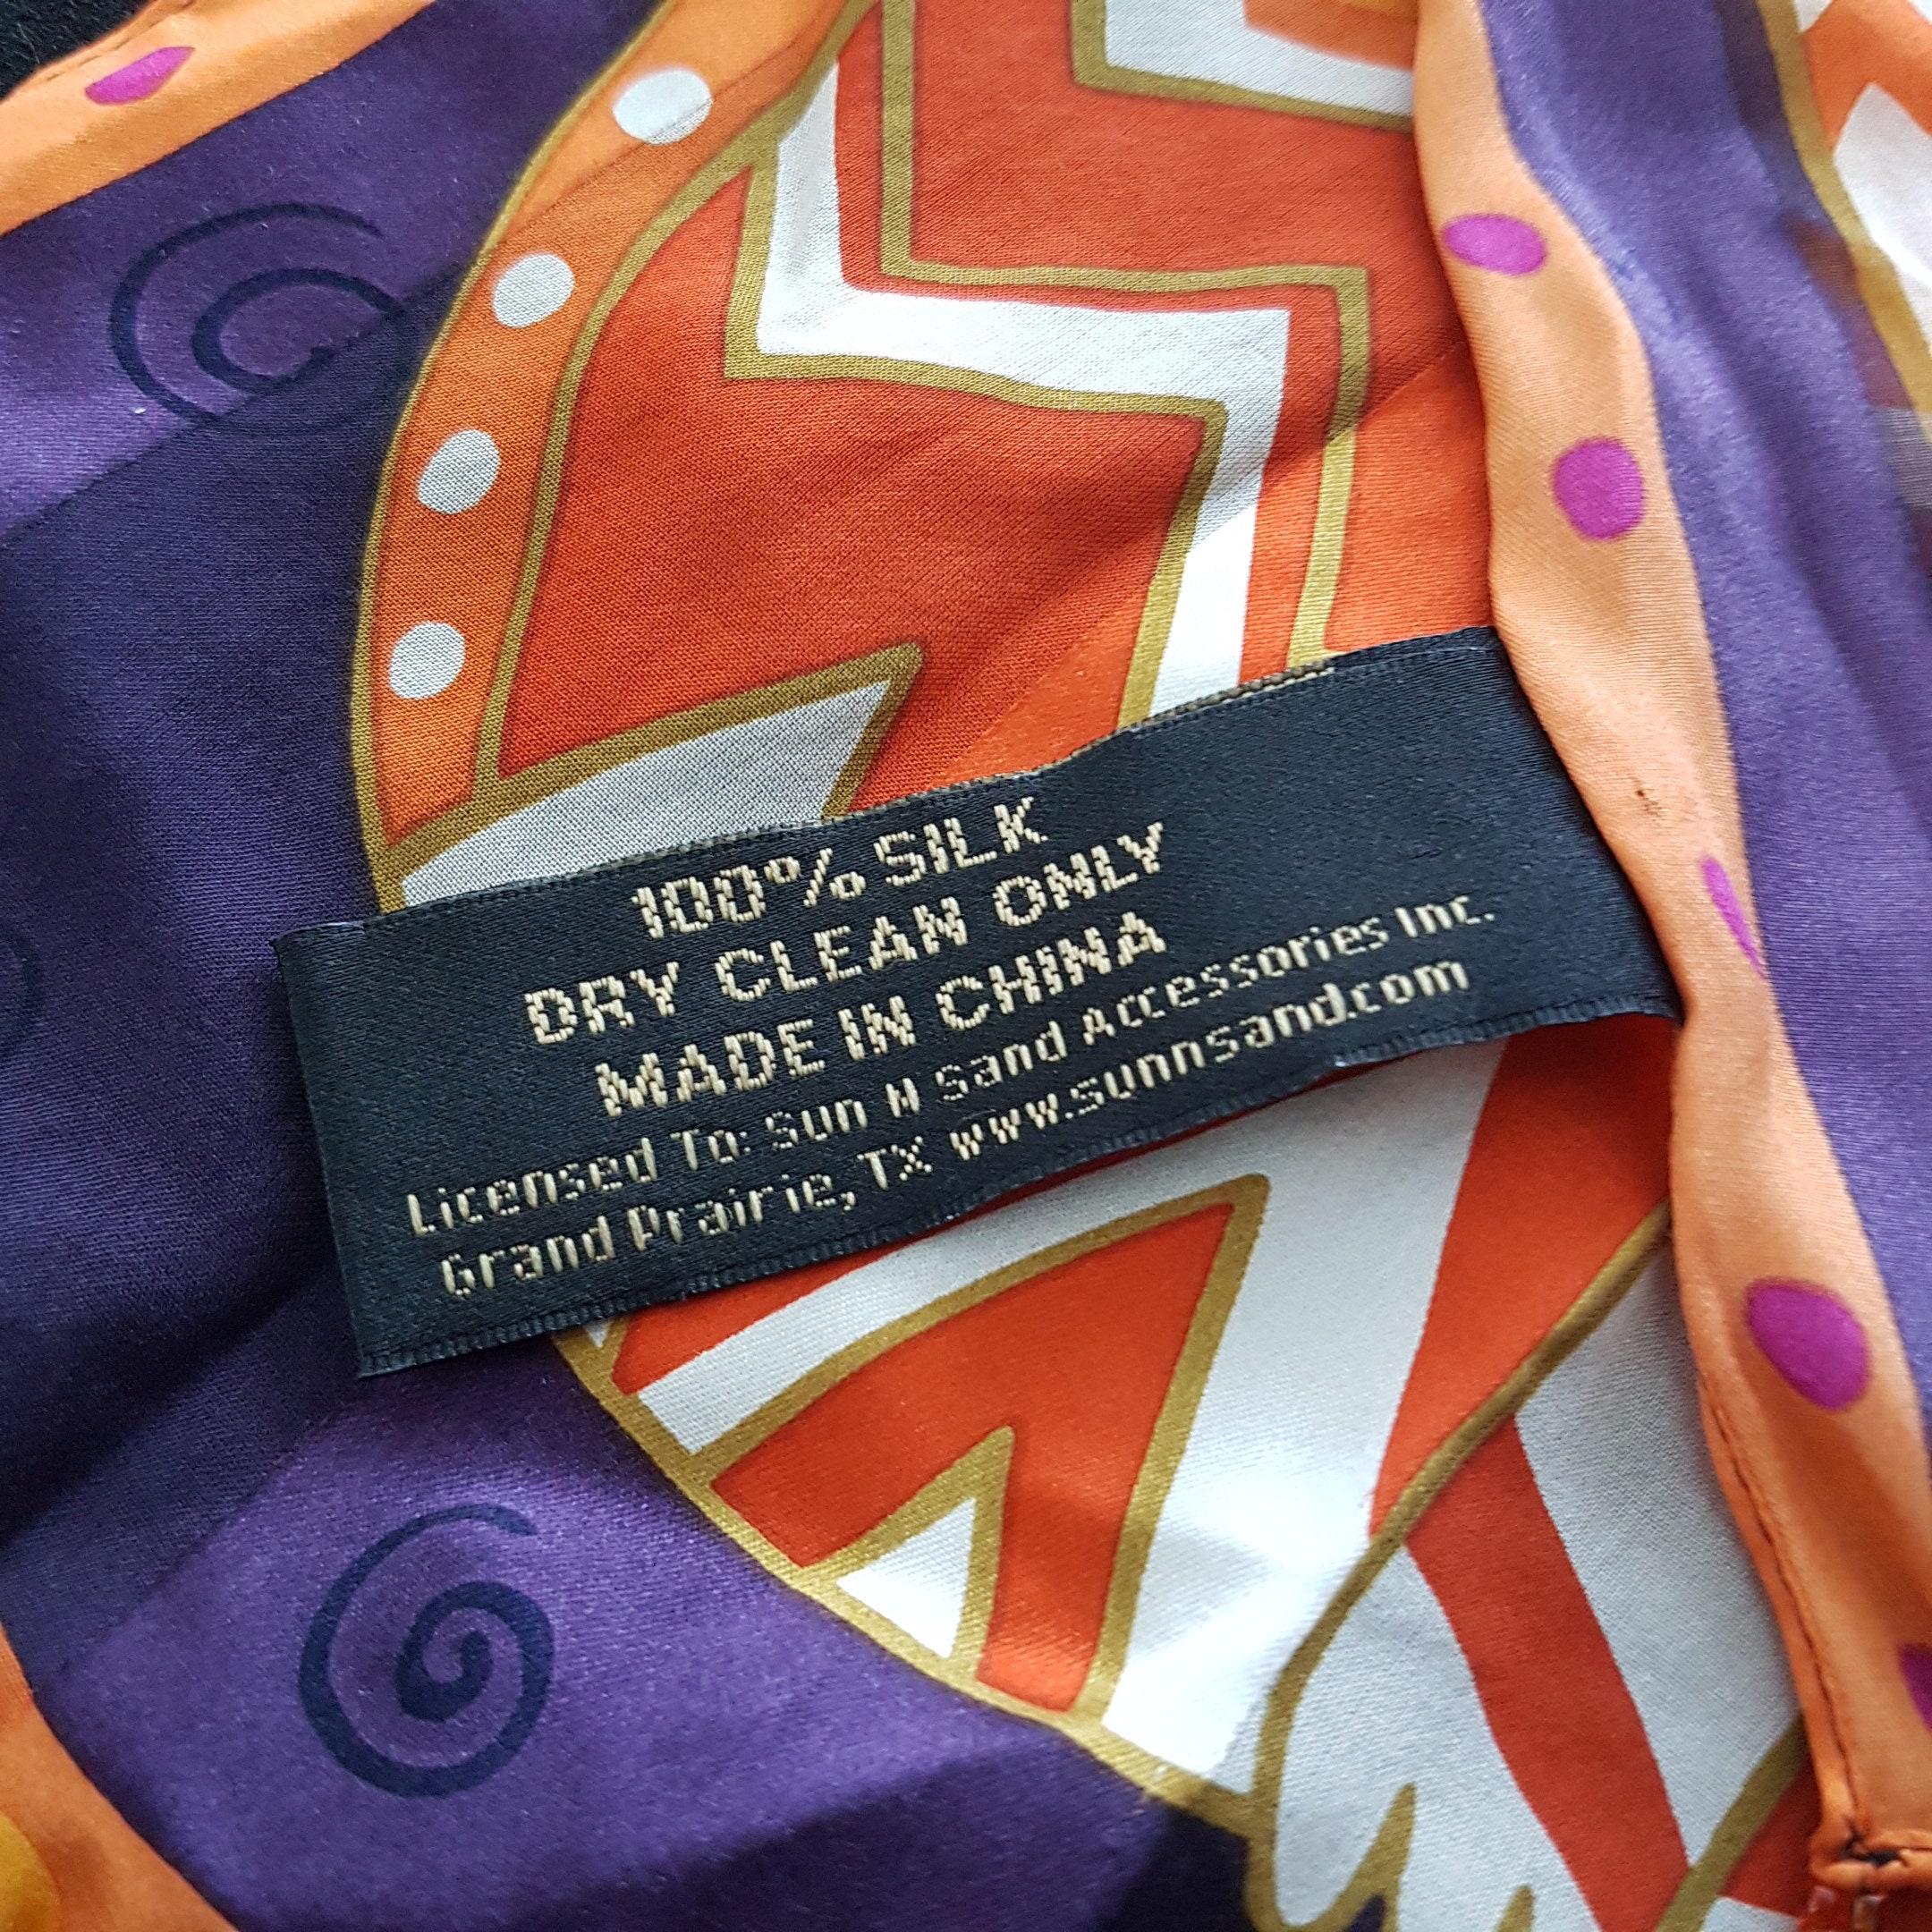 100% SILK
DRY CLEAN ONLY
MADE IN CHINA
Licensed To: Sun N Sand Accessories Inc.
Grand Prairie, TX www.sunnsand.com